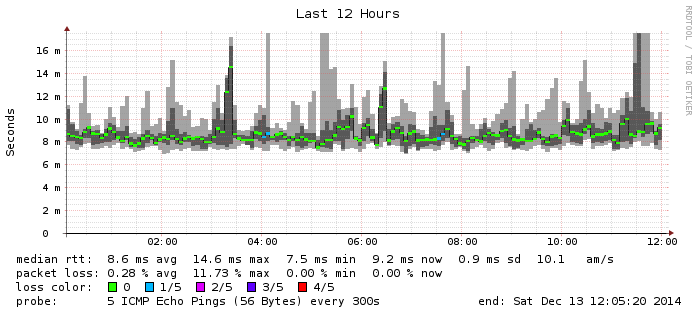 Last 12 Hours
RRDTOOL / TOBI OETIKER
Seconds
16 m
14 m
12 m
10 m
8 m
6 m
4 m
2 m
0
02:00 04:00 06:00 08:00 10:00 12:00
median rtt: 8.6 ms avg 14.6 ms max 7.5 ms min 9.2 ms now 0.9 ms sd 10.1 am/s
packet loss: 0.28 % avg 11.73 % max 0.00 % min 0.00 % now
loss color: 0 1/5 2/5 3/5 4/5
probe: 5 ICMP Echo Pings (56 Bytes) every 300s end: Sat Dec 13 12:05:20 2014